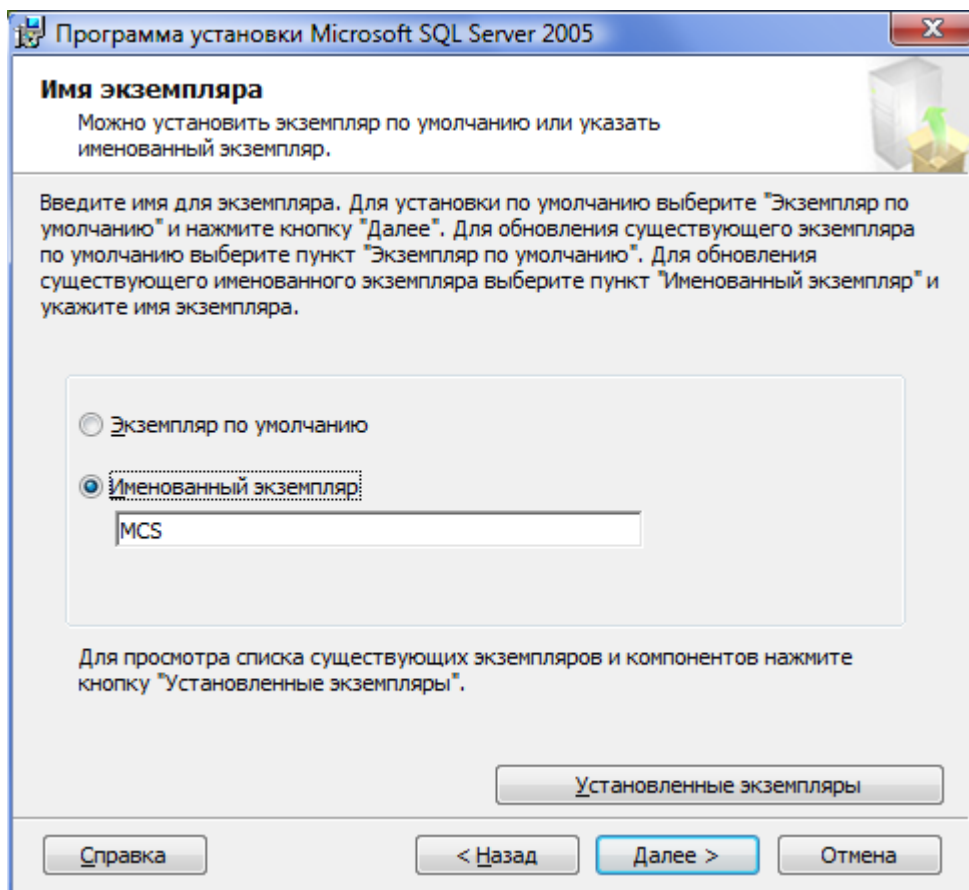 Программа установки Microsoft SQL Server 2005
Имя экземпляра
Можно установить экземпляр по умолчанию или указать
именованный экземпляр.
Введите имя для экземпляра. Для установки по умолчанию выберите "Экземпляр по
умолчанию" и нажмите кнопку "Далее". Для обновления существующего экземпляра
по умолчанию выберите пункт "Экземпляр по умолчанию". Для обновления
существующего именованного экземпляра выберите пункт "Именованный экземпляр" и
укажите имя экземпляра.
Экземпляр по умолчанию
Именованный экземпляр
MCS
Для просмотра списка существующих экземпляров и компонентов нажмите
кнопку "Установленные экземпляры".
Установленные экземпляры
Справка
< Назад
Далее >
Отмена